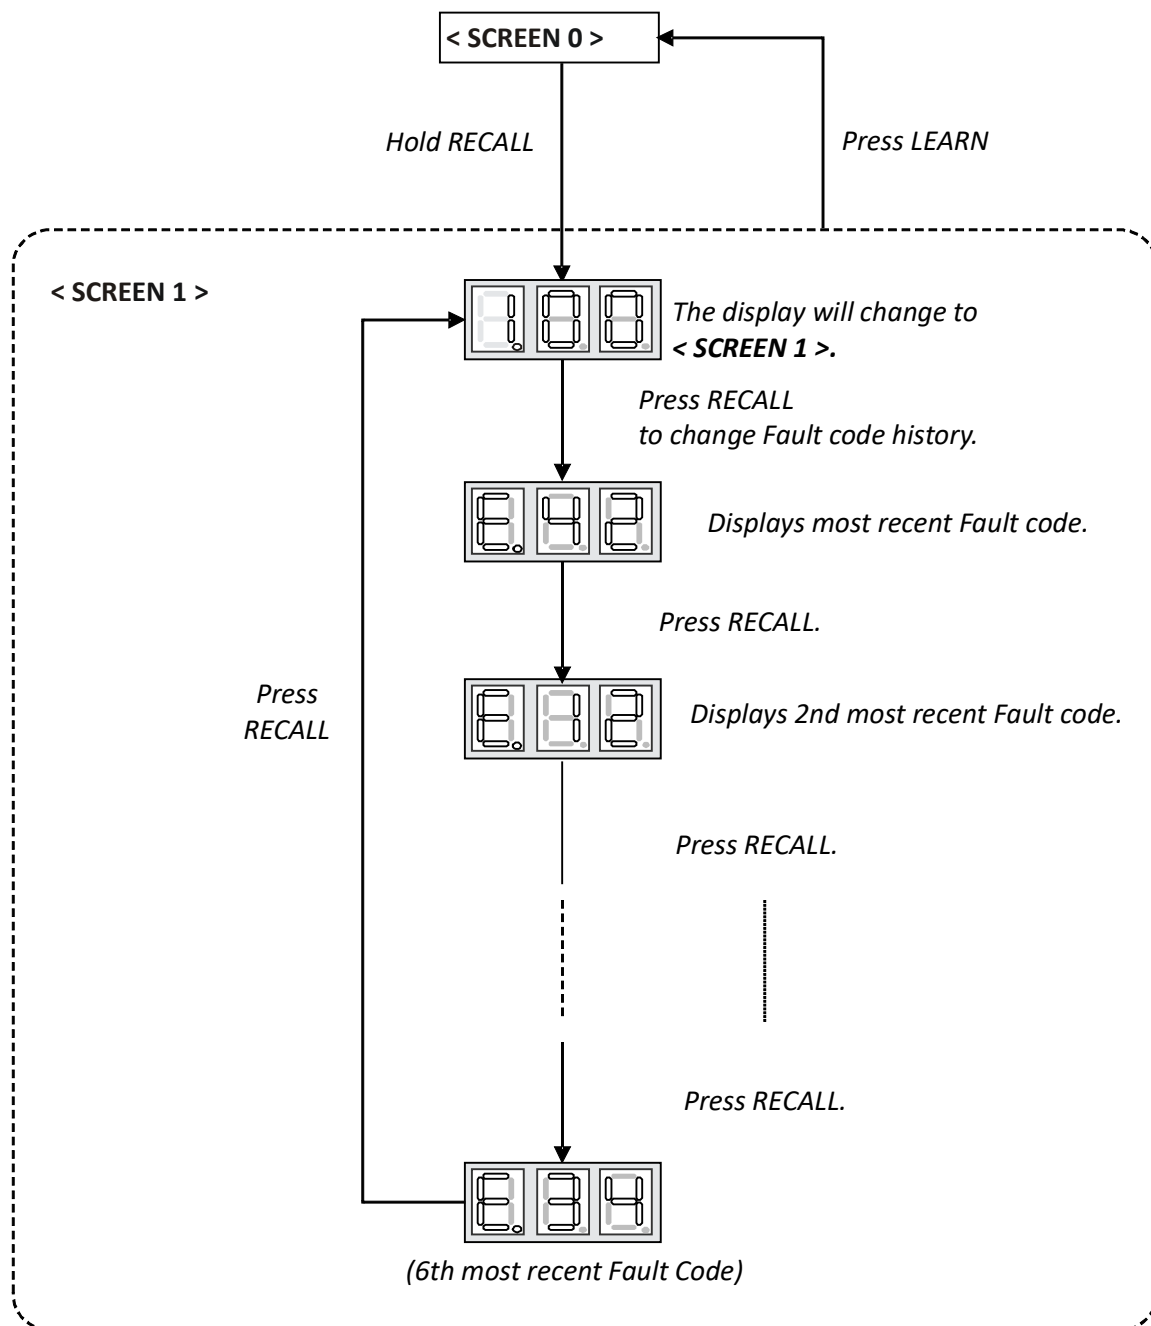 < SCREEN 0 >
Hold RECALL
Press LEARN
< SCREEN 1 >
1.00
The display will change to
< SCREEN 1 >.
Press RECALL
to change Fault code history.
E.42
Displays most recent Fault code.
Press RECALL.
E.12
Displays 2nd most recent Fault code.
Press
RECALL
Press RECALL.
Press RECALL.
E.34
(6th most recent Fault Code)